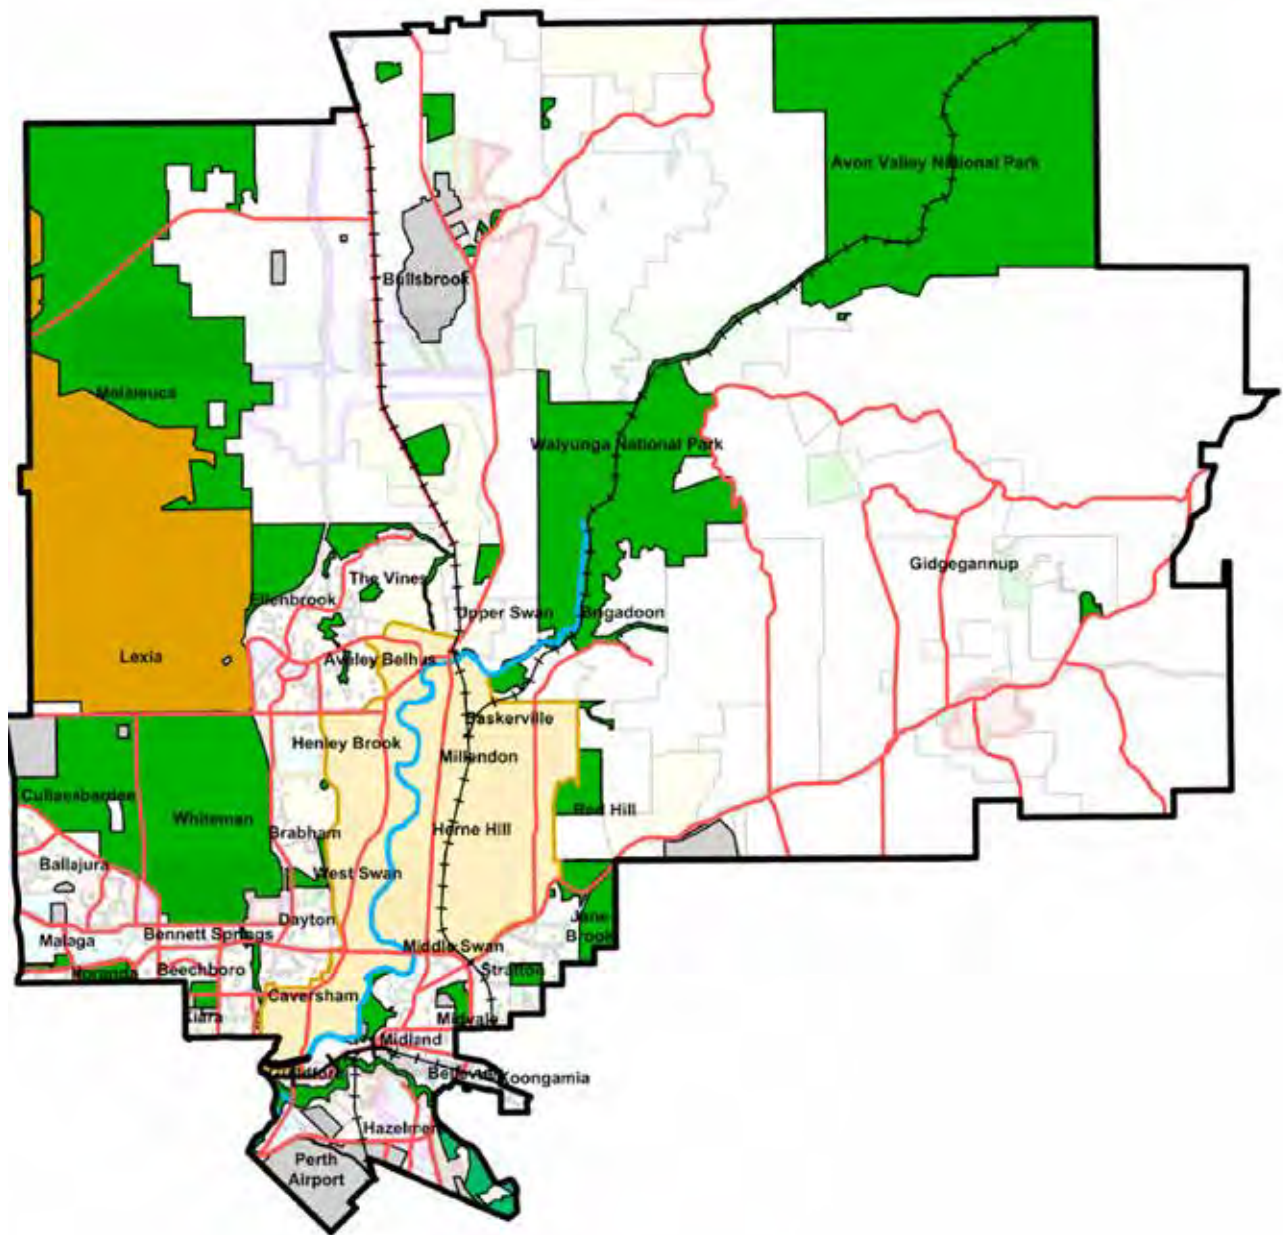 Avon Valley National Park
Bullsbrook
Melaleuca
Walyunga National Park
Gidgegannup
The Vines
Ellenbrook
Upper Swan
Brigadoon
Lexia
Aveley Belhus
Baskerville
Henley Brook
Millendon
Cullacabardee
Whiteman
Red Hill
Brabham
Herne Hill
Ballajura
West Swan
Dayton
Jane
Brook
Malaga
Bennett Springs
Middle Swan
Noranda
Beechboro
Stratton
Caversham
Kiara
Midvale
Midland
Guildford
Bellevue
Koongamia
Hazelmere
Perth
Airport